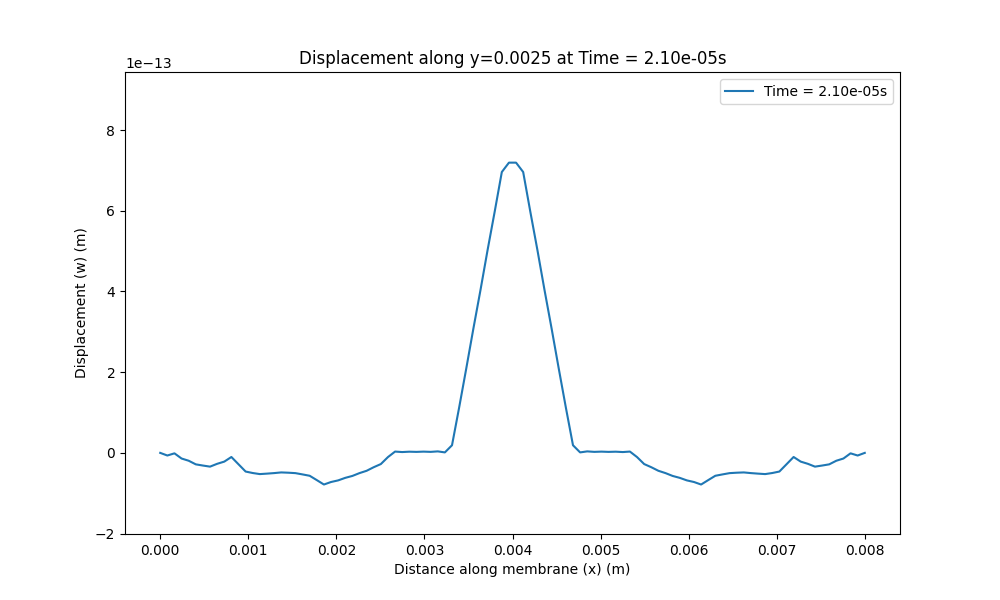 Displacement along y=0.0025 at Time = 2.10e-05s
1e−13
Time = 2.10e-05s
8
6
4
2
0
−2
Displacement (w) (m)
0.000 0.001 0.002 0.003 0.004 0.005 0.006 0.007 0.008
Distance along membrane (x) (m)